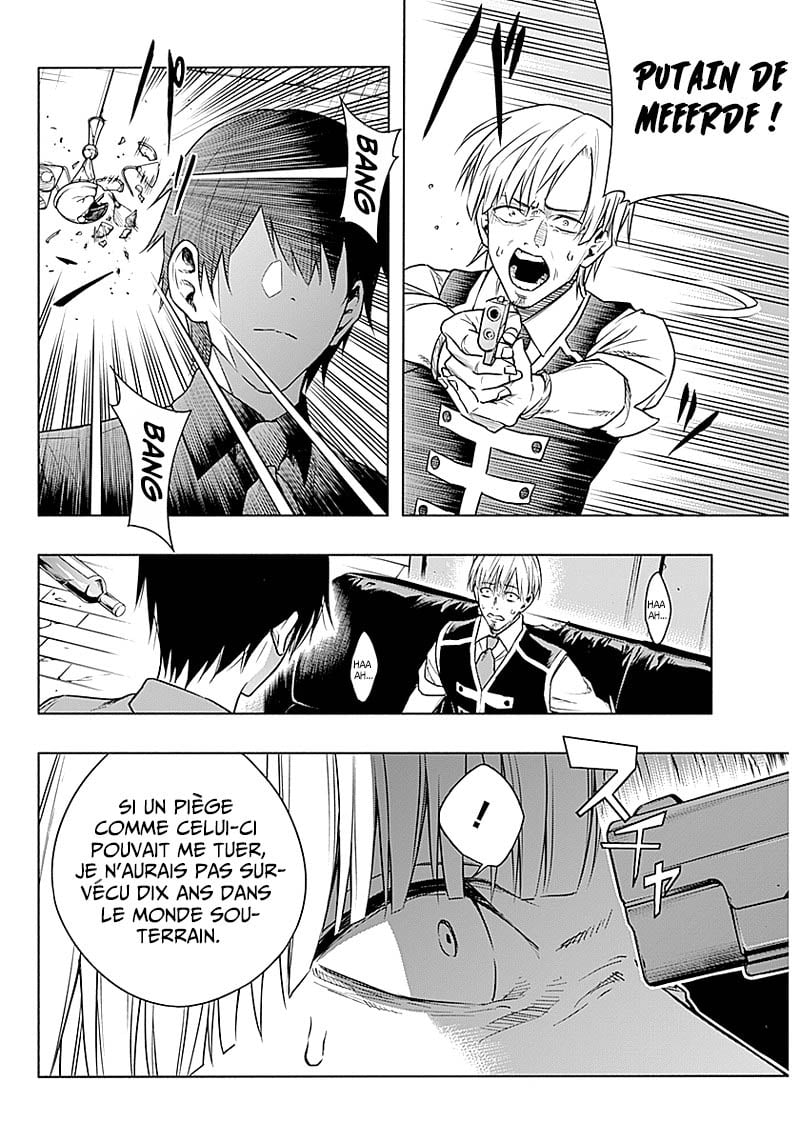 PUTAIN DE
MEEERDE !
BANG
BANG
HAA
AH...
HAA
AH...
!
スチャ
SI UN PIÈGE
COMME CELUI-CI
POUVAIT ME TUER,
JE N'AURAIS PAS SUR-
VÉCU DIX ANS DANS
LE MONDE SOU-
TERRAIN.